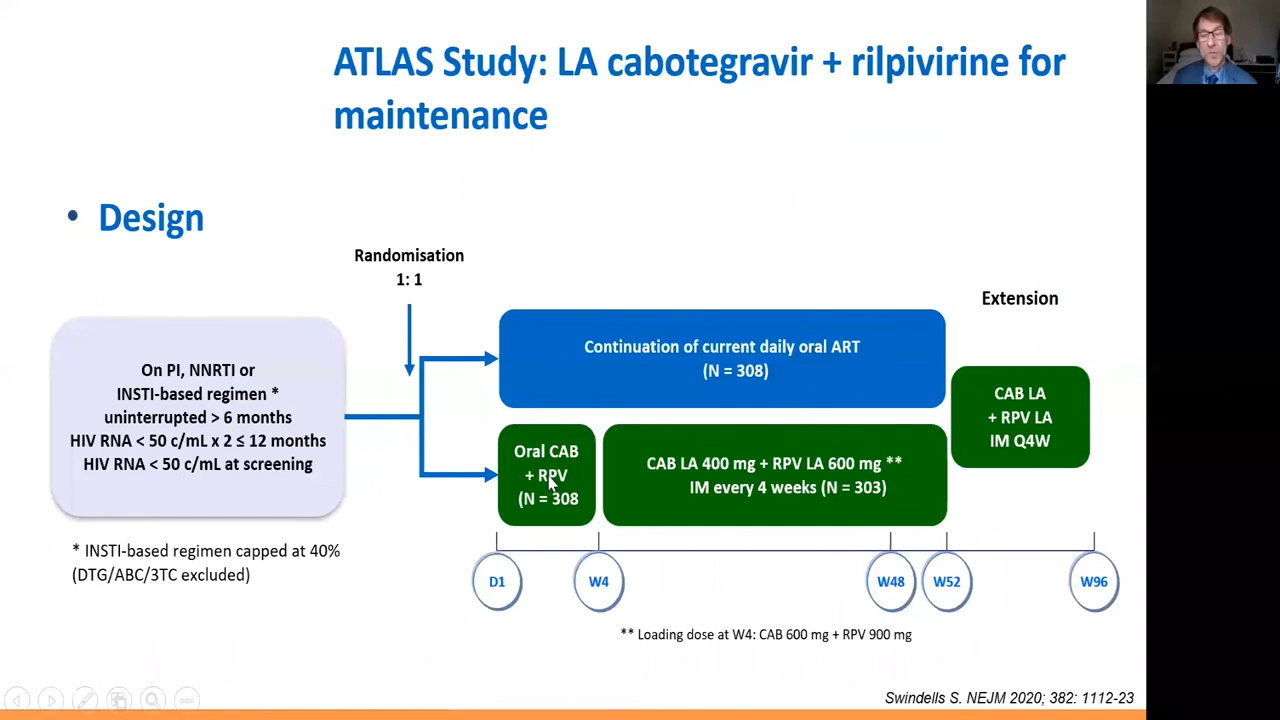 ATLAS Study: LA cabotegravir + rilpivirine for
maintenance
• Design
Randomisation
1: 1
Extension
On PI, NNRTI or
INSTI-based regimen *
uninterrupted > 6 months
HIV RNA < 50 c/mL x 2 ≤ 12 months
HIV RNA < 50 c/mL at screening
Continuation of current daily oral ART
(N = 308)
Oral CAB
+ RPV
(N = 308
CAB LA 400 mg + RPV LA 600 mg **
IM every 4 weeks (N = 303)
CAB LA
+ RPV LA
IM Q4W
* INSTI-based regimen capped at 40%
(DTG/ABC/3TC excluded)
D1
W4
W48
W52
W96
** Loading dose at W4: CAB 600 mg + RPV 900 mg
Swindells S. NEJM 2020; 382: 1112-23